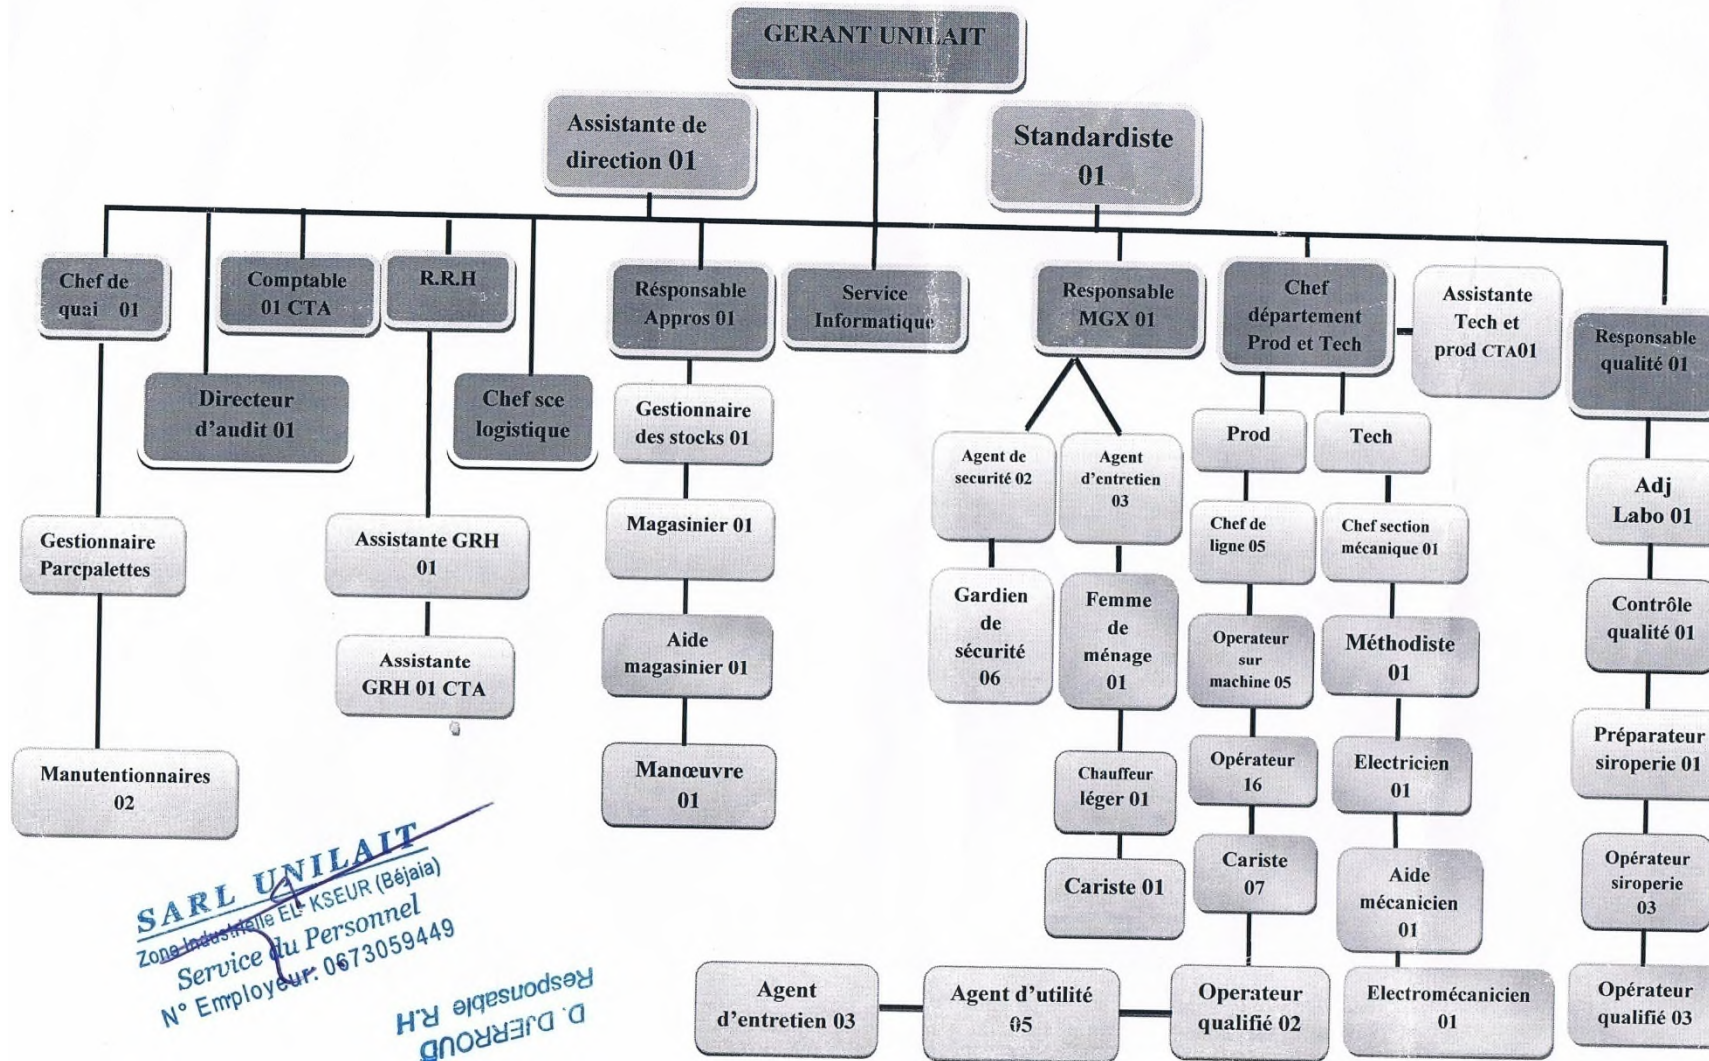 GERANT UNILAIT
Assistante de
direction 01
Standardiste
01
Chef de
quai 01
Directeur
d'audit 01
Comptable
01 CTA
R.R.H
Chef sce
logistique
Résponsable
Appros 01
Service
Informatique
Responsable
MGX 01
Chef
département
Prod et Tech
Assistante
Tech et
prod CTA01
Responsable
qualité 01
Gestionnaire
Parcpalettes
Manutentionnaires
02
Assistante GRH
01
Assistante
GRH 01 CTA
Gestionnaire
des stocks 01
Magasinier 01
Aide
magasinier 01
Manœuvre
01
Agent de
securité 02
Gardien
de
sécurité
06
Agent
d'entretien
03
Femme
de
ménage
01
Chauffeur
léger 01
Cariste 01
Prod
Chef de
ligne 05
Operateur
sur
machine 05
Opérateur
16
Cariste
07
Operateur
qualifié 02
Agent d'utilité
05
Agent
d'entretien 03
Tech
Chef section
mécanique 01
Méthodiste
01
Electricien
01
Aide
mécanicien
01
Electromécanicien
01
Adj
Labo 01
Contrôle
qualité 01
Préparateur
siroperie 01
Opérateur
siroperie
03
Opérateur
qualifié 03
SARL UNILAIT
Zone Industrielle EL-KSEUR (Béjaia)
Service du Personnel
N° Employeur: 0673059449
D. DJERROUD
Responsable R.H